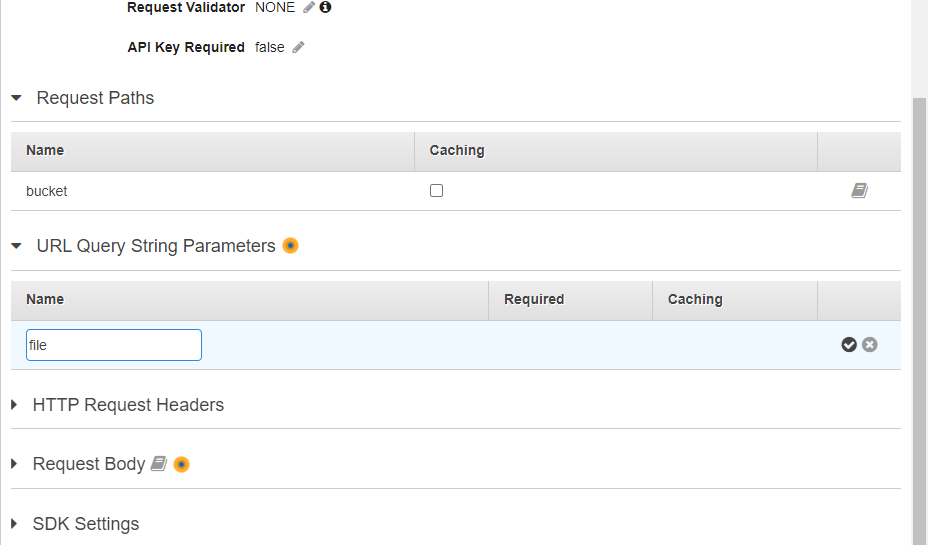 Request Validator NONE
API Key Required false
Request Paths
Name Caching
bucket
URL Query String Parameters
Name Required Caching
file
HTTP Request Headers
Request Body
SDK Settings